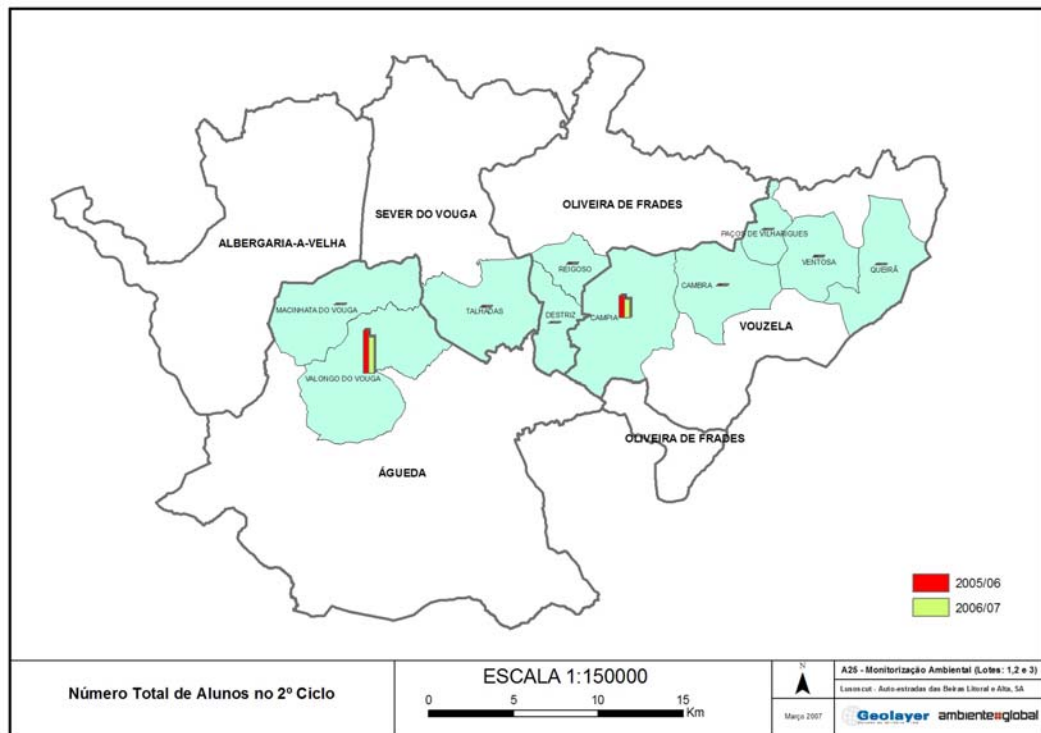 OLIVEIRA DE FRADES
SEVER DO VOUGA
ALBERGARIA-A-VELHA
PAÇOS DE VILHARIGUES
REIGOSO
VENTOSA
QUEIRÃ
CAMBRA
MACINHATA DO VOUGA
TALHADAS
DESTRIZ
CAMPIA
VOUZELA
VALONGO DO VOUGA
OLIVEIRA DE FRADES
ÁGUEDA
2005/06
2006/07
Número Total de Alunos no 2º Ciclo
ESCALA 1:150000
0 5 10 15
Km
N
Março 2007
A25 - Monitorização Ambiental (Lotes: 1,2 e 3)
Lusoscut - Auto-estradas das Beiras Litoral e Alta, SA
Geolayer
ambiente global